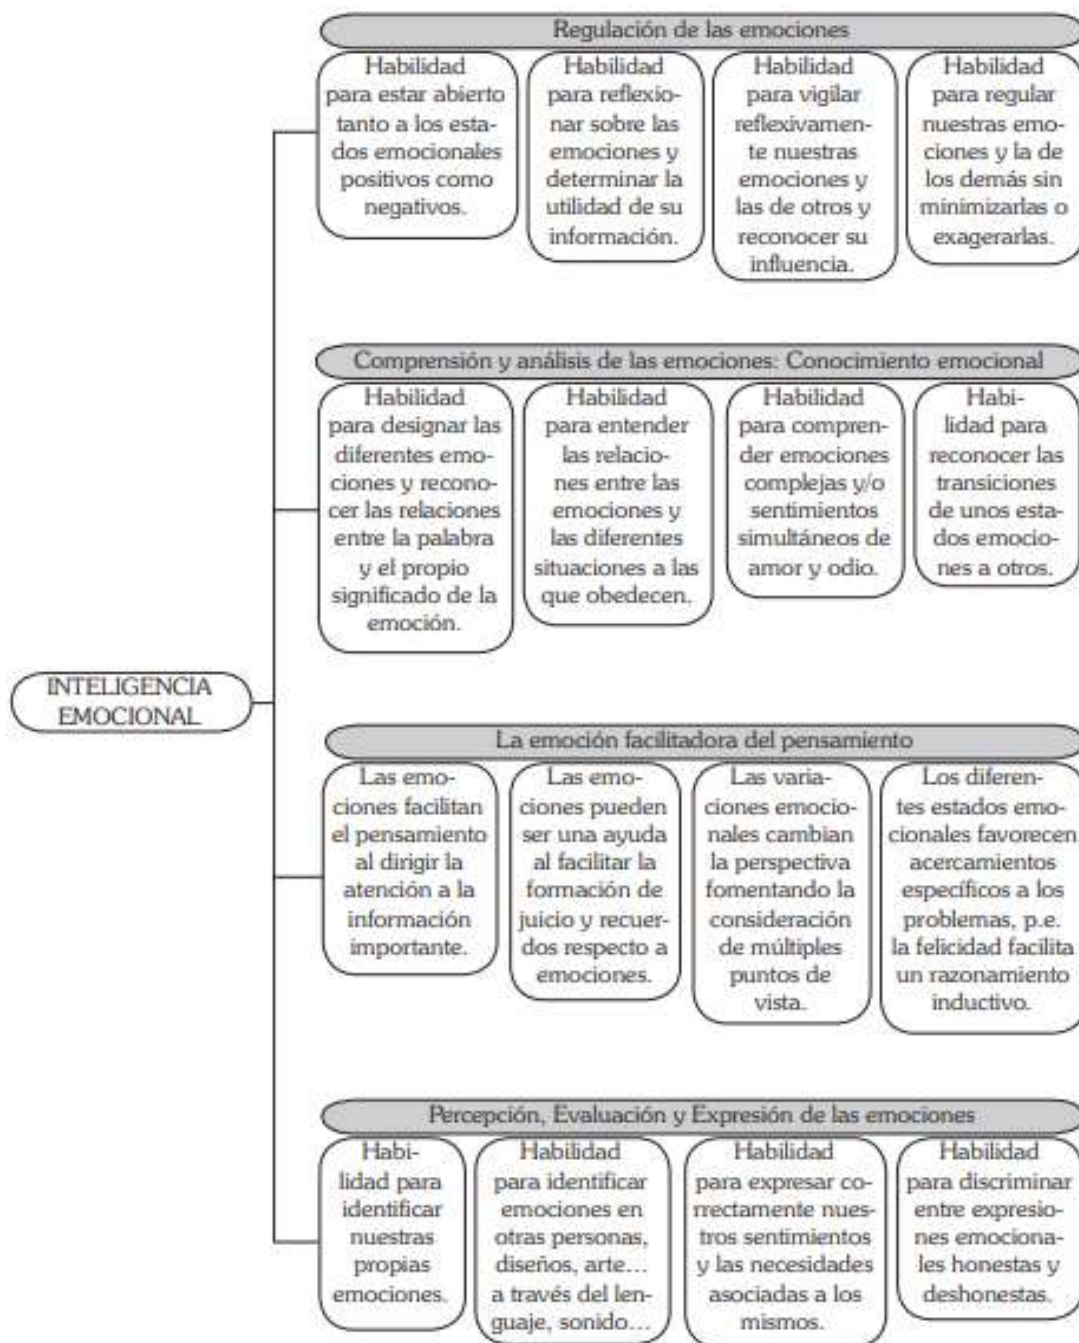 Regulación de las emociones
Habilidad
para estar abierto
tanto a los esta-
dos emocionales
positivos como
negativos.
Habilidad
para reflexio-
nar sobre las
emociones y
determinar la
utilidad de su
información.
Habilidad
para vigilar
reflexivamen-
te nuestras
emociones y
las de otros y
reconocer su
influencia.
Habilidad
para regular
nuestras emo-
ciones y la de
los demás sin
minimizarlas o
exagerarlas.
Comprensión y análisis de las emociones: Conocimiento emocional
Habilidad
para designar las
diferentes emo-
ciones y recono-
cer las relaciones
entre la palabra
y el propio
significado de la
emoción.
Habilidad
para entender
las relacio-
nes entre las
emociones y
las diferentes
situaciones a las
que obedecen.
Habilidad
para compren-
der emociones
complejas y/o
sentimientos
simultáneos de
amor y odio.
Habi-
lidad para
reconocer las
transiciones
de unos esta-
dos emocio-
nes a otros.
INTELIGENCIA
EMOCIONAL
La emoción facilitadora del pensamiento
Las emo-
ciones facilitan
el pensamiento
al dirigir la
atención a la
información
importante.
Las emo-
ciones pueden
ser una ayuda
al facilitar la
formación de
juicio y recuer-
dos respecto a
emociones.
Las varia-
ciones emocio-
nales cambian
la perspectiva
fomentando la
consideración
de múltiples
puntos de
vista.
Los diferen-
tes estados emo-
cionales favorecen
acercamientos
específicos a los
problemas, p.e.
la felicidad facilita
un razonamiento
inductivo.
Percepción, Evaluación y Expresión de las emociones
Habi-
lidad para
identificar
nuestras
propias
emociones.
Habilidad
para identificar
emociones en
otras personas,
diseños, arte...
a través del len-
guaje, sonido...
Habilidad
para expresar co-
rrectamente nues-
tros sentimientos
y las necesidades
asociadas a los
mismos.
Habilidad
para discriminar
entre expresio-
nes emociona-
les honestas y
deshonestas.